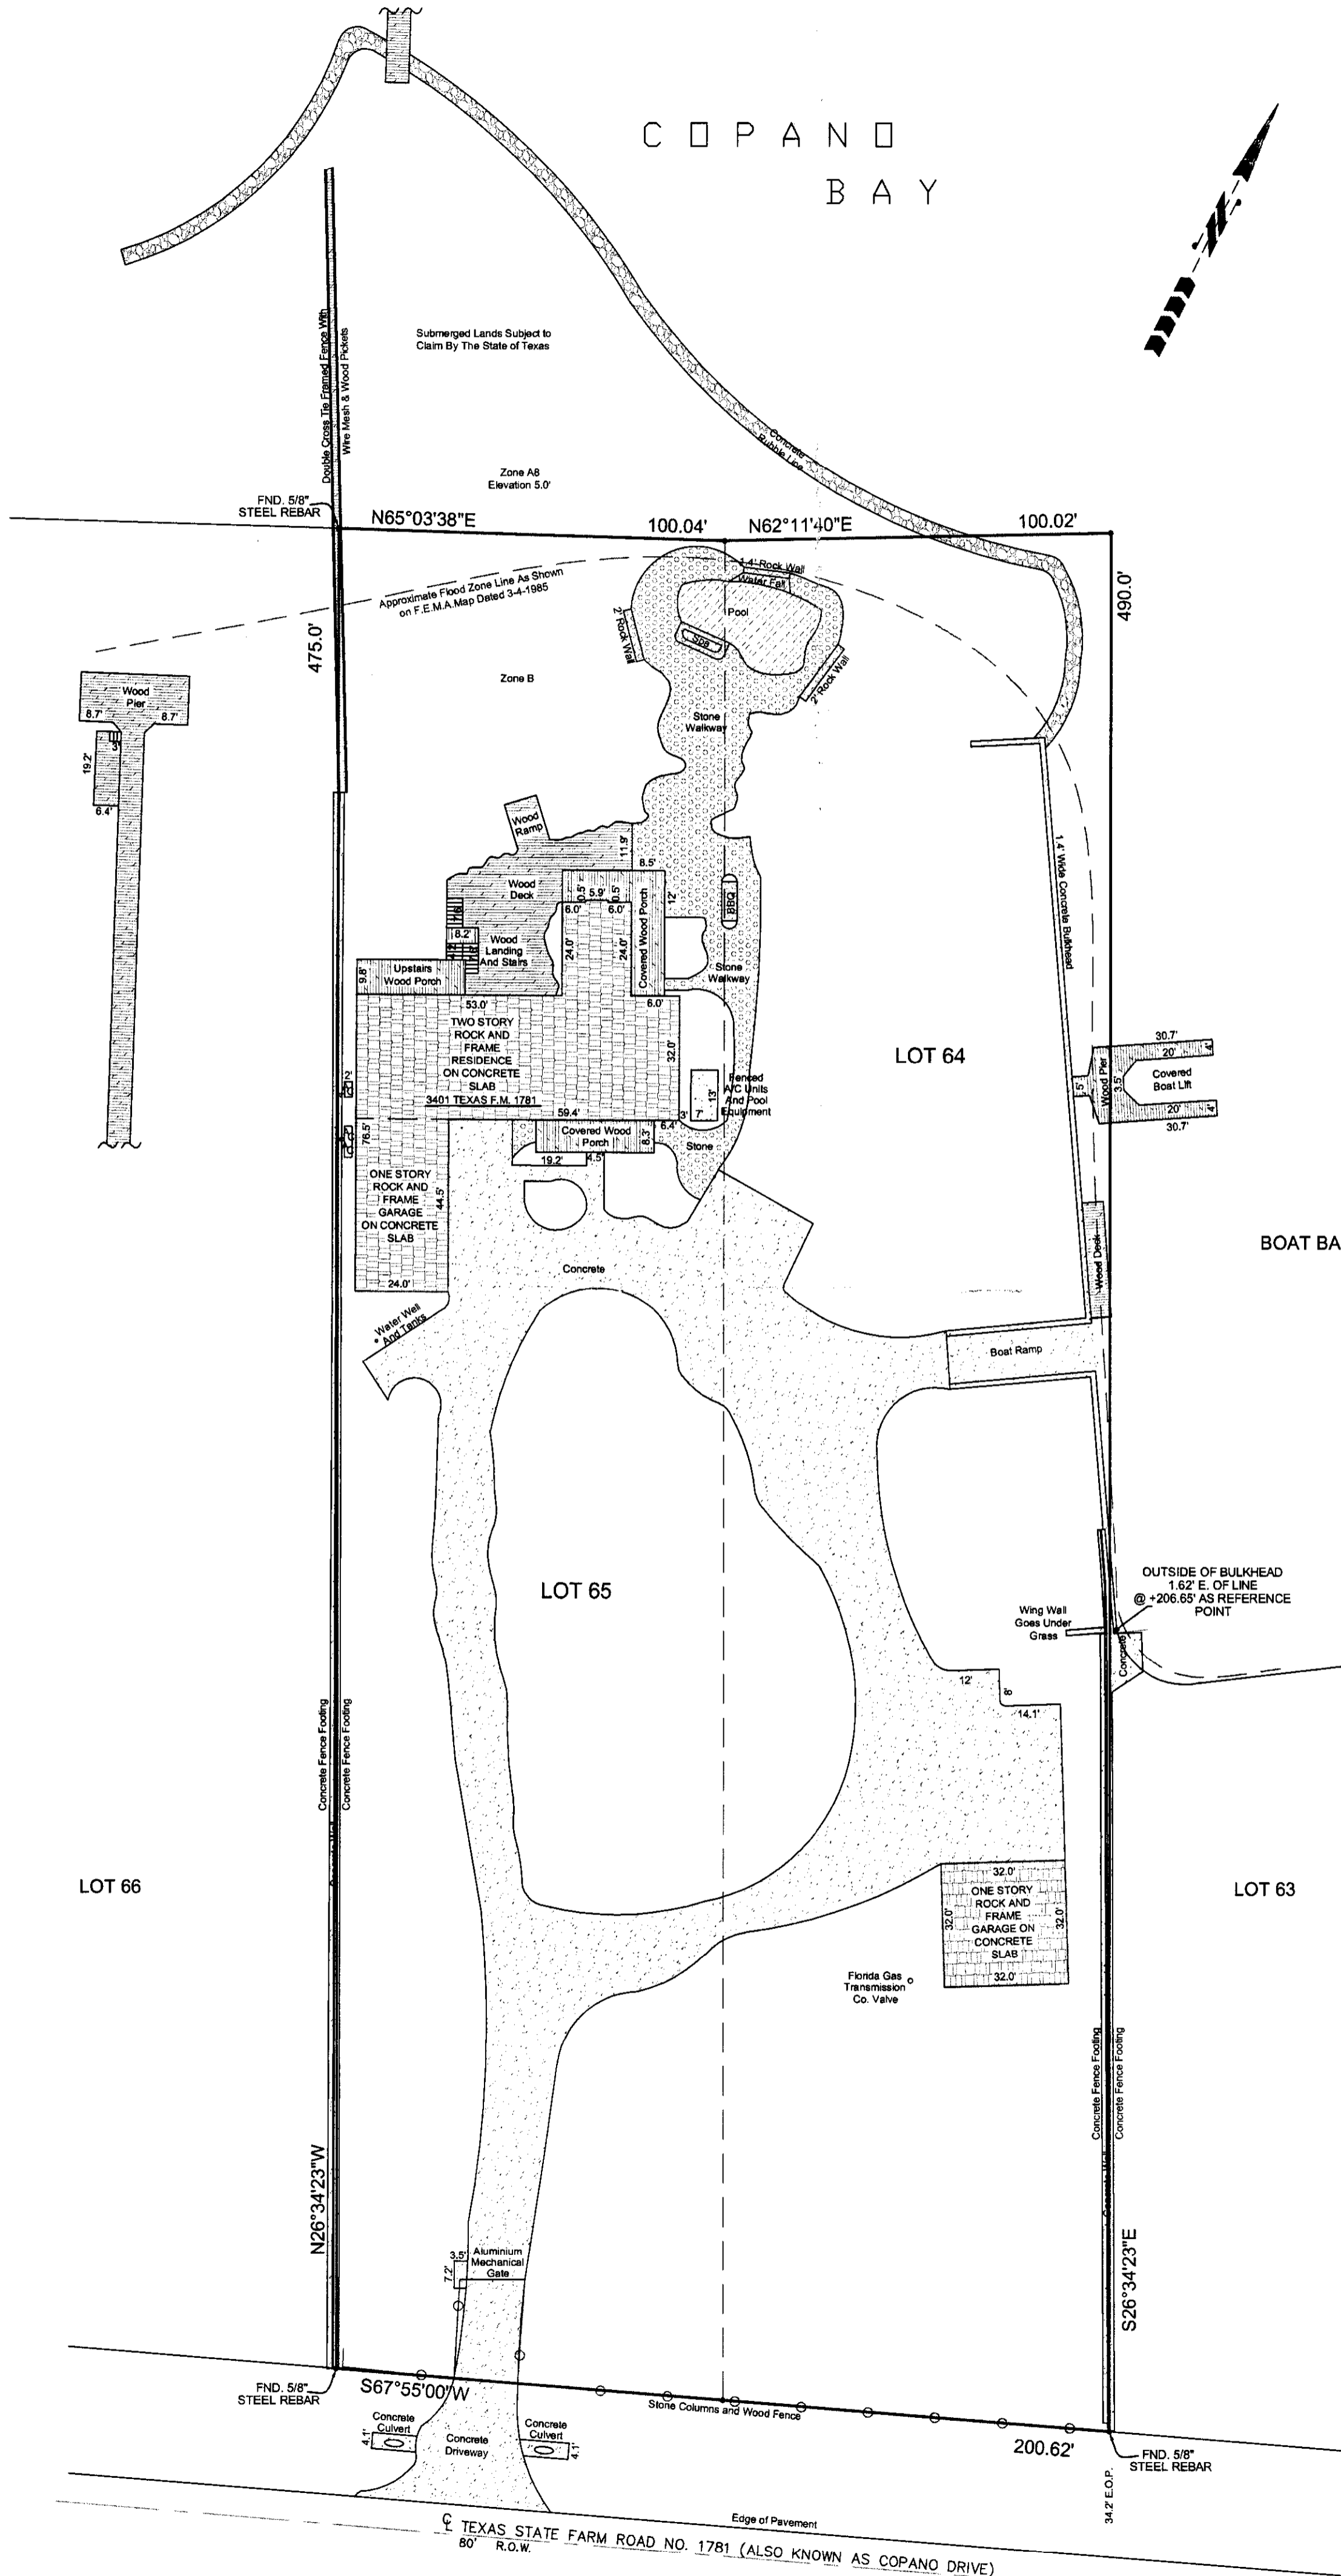 COPANO
BAY
Submerged Lands Subject to
Claim By The State of Texas
Double Cross Tie Framed Fence With
Wire Mesh & Wood Pickets
Concrete
Rubble Line
Zone A8
Elevation 5.0'
FND. 5/8"
STEEL REBAR
N65°03'38"E
100.04'
N62°11'40"E
100.02'
490.0'
475.0'
Approximate Flood Zone Line As Shown
on F.E.M.A. Map Dated 3-4-1985
1.4' Rock Wall
Water Fall
Pool
Spa
2' Rock Wall
2' Rock Wall
Zone B
Stone
Walkway
Wood
Pier
8.7'
8.7'
3'
19.2'
6.4'
Wood
Ramp
11.9'
8.5'
Wood
Deck
0.5'
5.9'
0.5'
6.0'
6.0'
12'
BBQ
7.6'
8.2'
Wood
Landing
And Stairs
24.0'
24.0'
Covered Wood Porch
Stone
Walkway
9.8'
Upstairs
Wood Porch
53.0'
6.0'
TWO STORY
ROCK AND
FRAME
RESIDENCE
ON CONCRETE
SLAB
3401 TEXAS F.M. 1781
32.0'
59.4'
2'
Fenced
A/C Units
And Pool
Equipment
13'
7'
3'
6.4'
Covered Wood
Porch
8.3'
Stone
19.2'
4.5'
76.5'
ONE STORY
ROCK AND
FRAME
GARAGE
ON CONCRETE
SLAB
44.5'
24.0'
LOT 64
1.4' Wide Concrete Bulkhead
30.7'
20'
4'
Covered
Boat Lift
Wood Pier
5'
3.5'
20'
4'
30.7'
Wood Deck
BOAT BA
Concrete
Water Well
And Tanks
Boat Ramp
LOT 65
OUTSIDE OF BULKHEAD
1.62' E. OF LINE
@ +206.65' AS REFERENCE
POINT
Wing Wall
Goes Under
Grass
Concrete
12'
8'
14.1'
Concrete Fence Footing
Concrete Fence Footing
LOT 66
LOT 63
32.0'
ONE STORY
ROCK AND
FRAME
GARAGE ON
CONCRETE
SLAB
32.0'
32.0'
32.0'
Florida Gas
Transmission
Co. Valve
Concrete Fence Footing
Concrete Fence Footing
N26°34'23"W
S26°34'23"E
3.5'
7.2'
Aluminium
Mechanical
Gate
FND. 5/8"
STEEL REBAR
S67°55'00"W
Stone Columns and Wood Fence
200.62'
FND. 5/8"
STEEL REBAR
Concrete
Culvert
4.1'
Concrete
Driveway
Concrete
Culvert
4.1'
34.2' E.O.P.
Edge of Pavement
℄ TEXAS STATE FARM ROAD NO. 1781 (ALSO KNOWN AS COPANO DRIVE)
80' R.O.W.